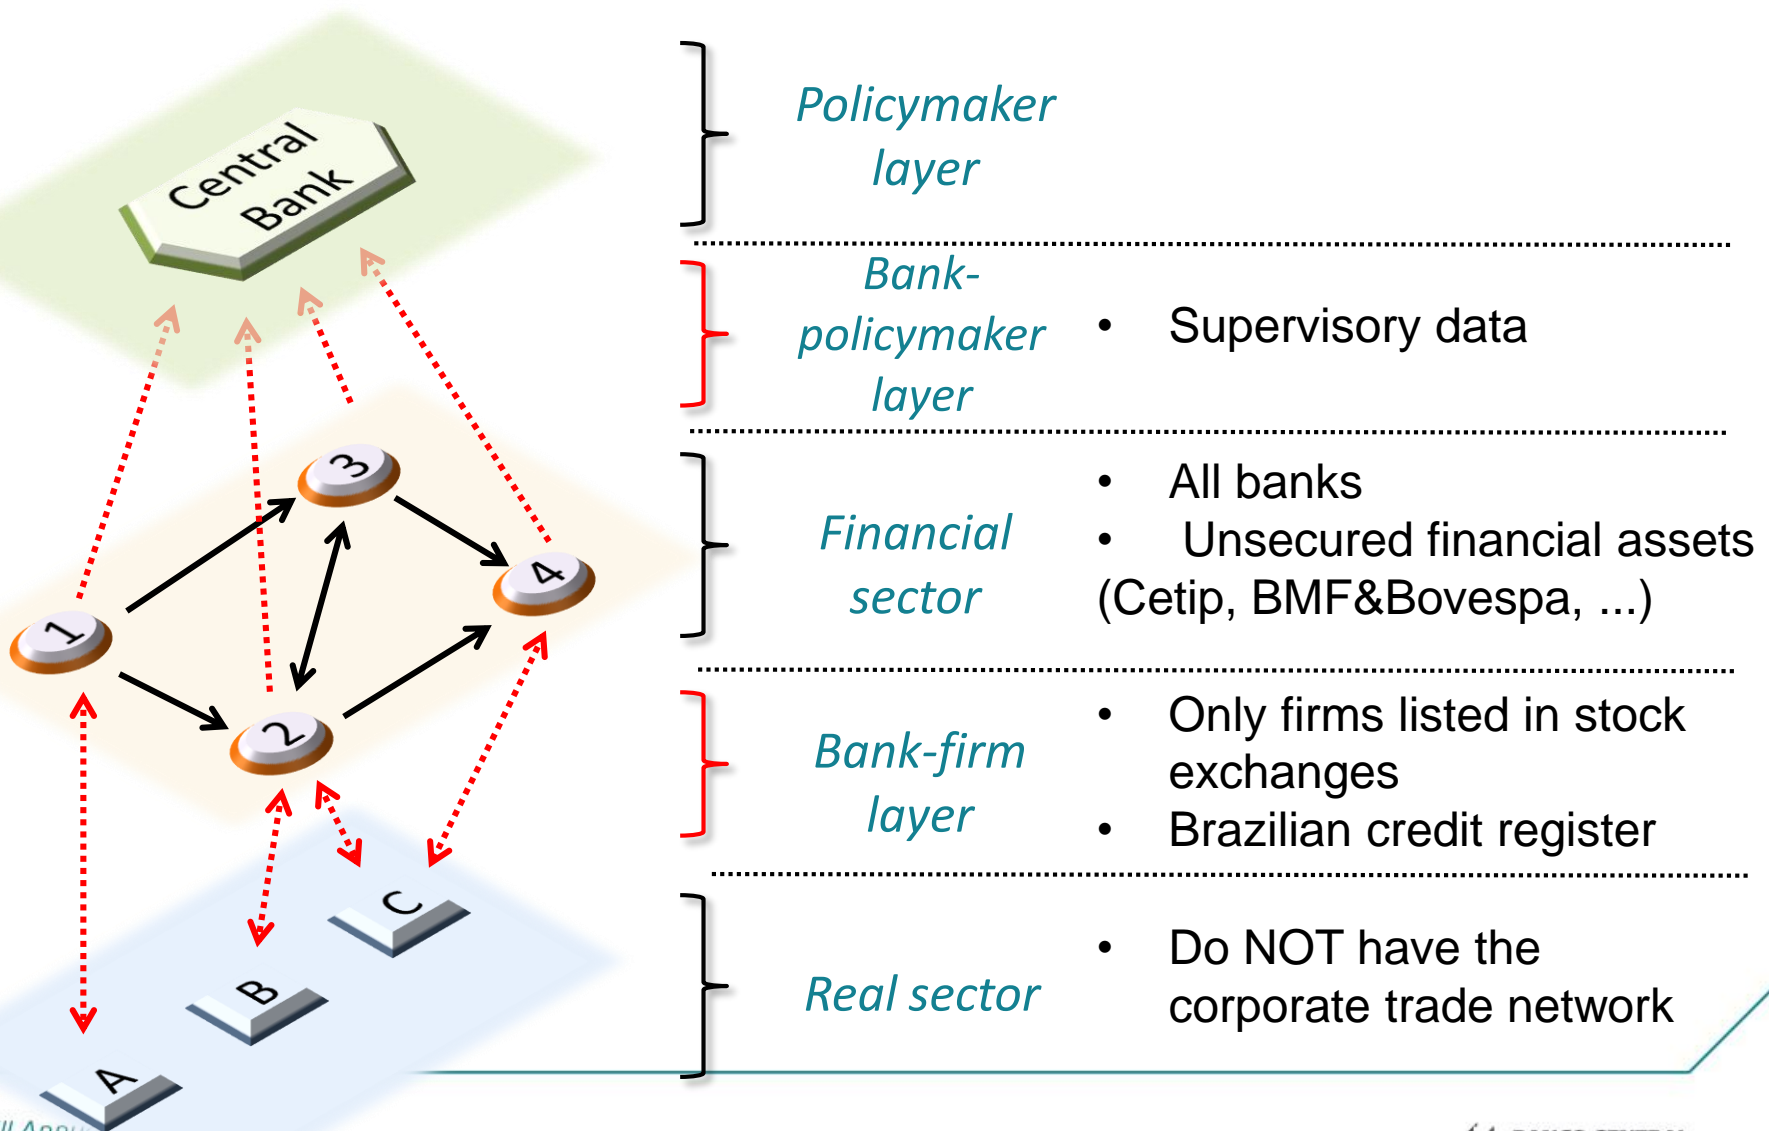 Central
Bank
Policymaker
layer
Bank-
policymaker
layer
• Supervisory data
3
4
1
2
Financial
sector
• All banks
• Unsecured financial assets
(Cetip, BMF&Bovespa, ...)
Bank-firm
layer
• Only firms listed in stock
exchanges
• Brazilian credit register
C
B
A
Real sector
• Do NOT have the
corporate trade network